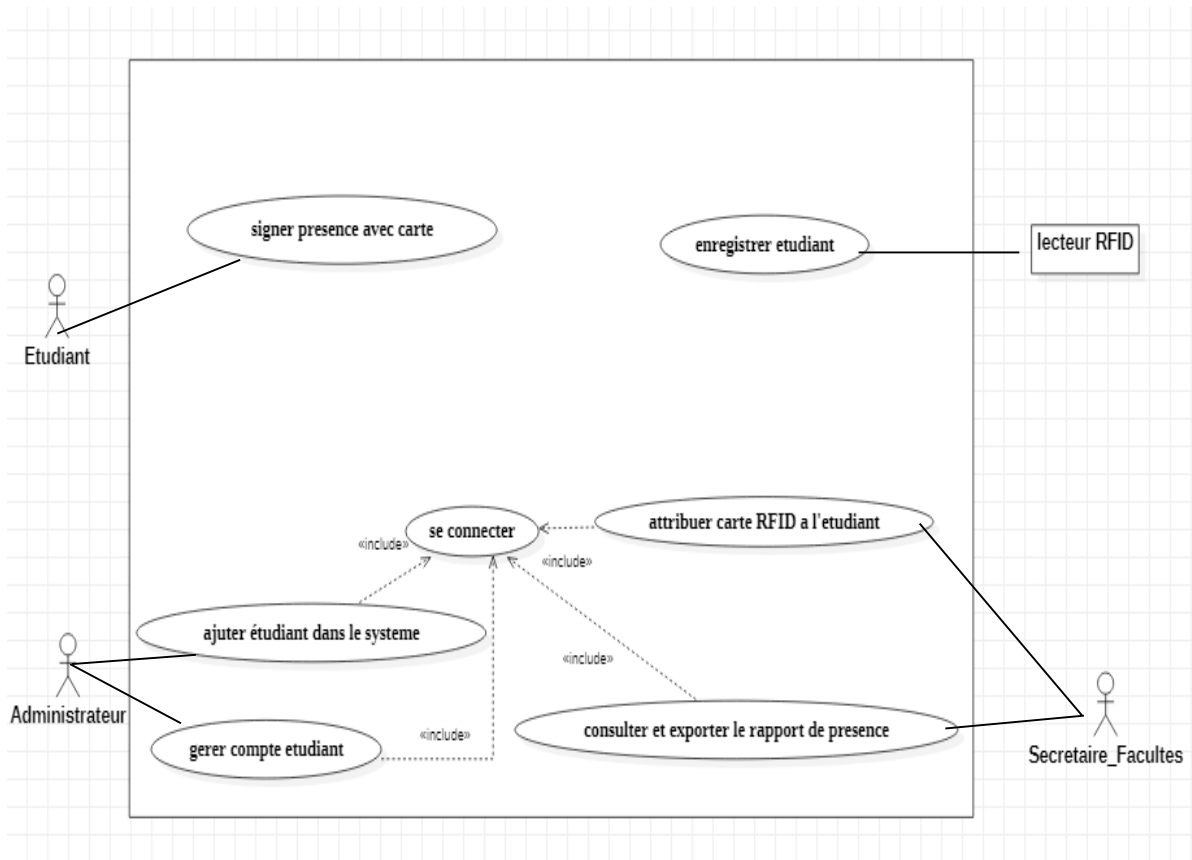 signer presence avec carte
enregistrer etudiant
lecteur RFID
Etudiant
attribuer carte RFID a l'etudiant
se connecter
«include»
«include»
ajuter étudiant dans le systeme
«include»
Administrateur
gerer compte etudiant
«include»
consulter et exporter le rapport de presence
Secretaire_Facultes